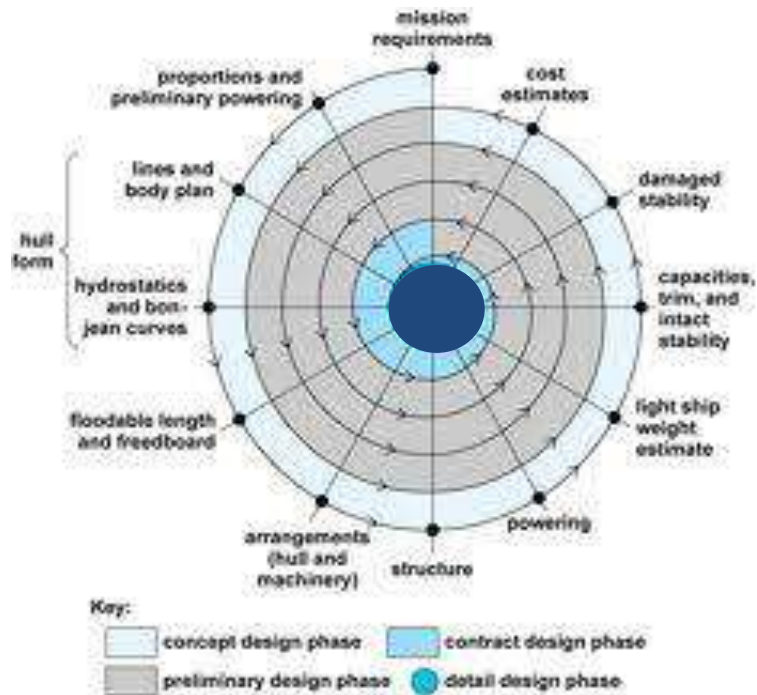 mission
requirements
cost
estimates
damaged
stability
capacities,
trim, and
intact
stability
light ship
weight
estimate
powering
structure
arrangements
(hull and
machinery)
floodable length
and freedboard
hydrostatics
and bon-
jean curves
lines and
body plan
hull
form
proportions and
preliminary powering
Key:
concept design phase
contract design phase
preliminary design phase
detail design phase